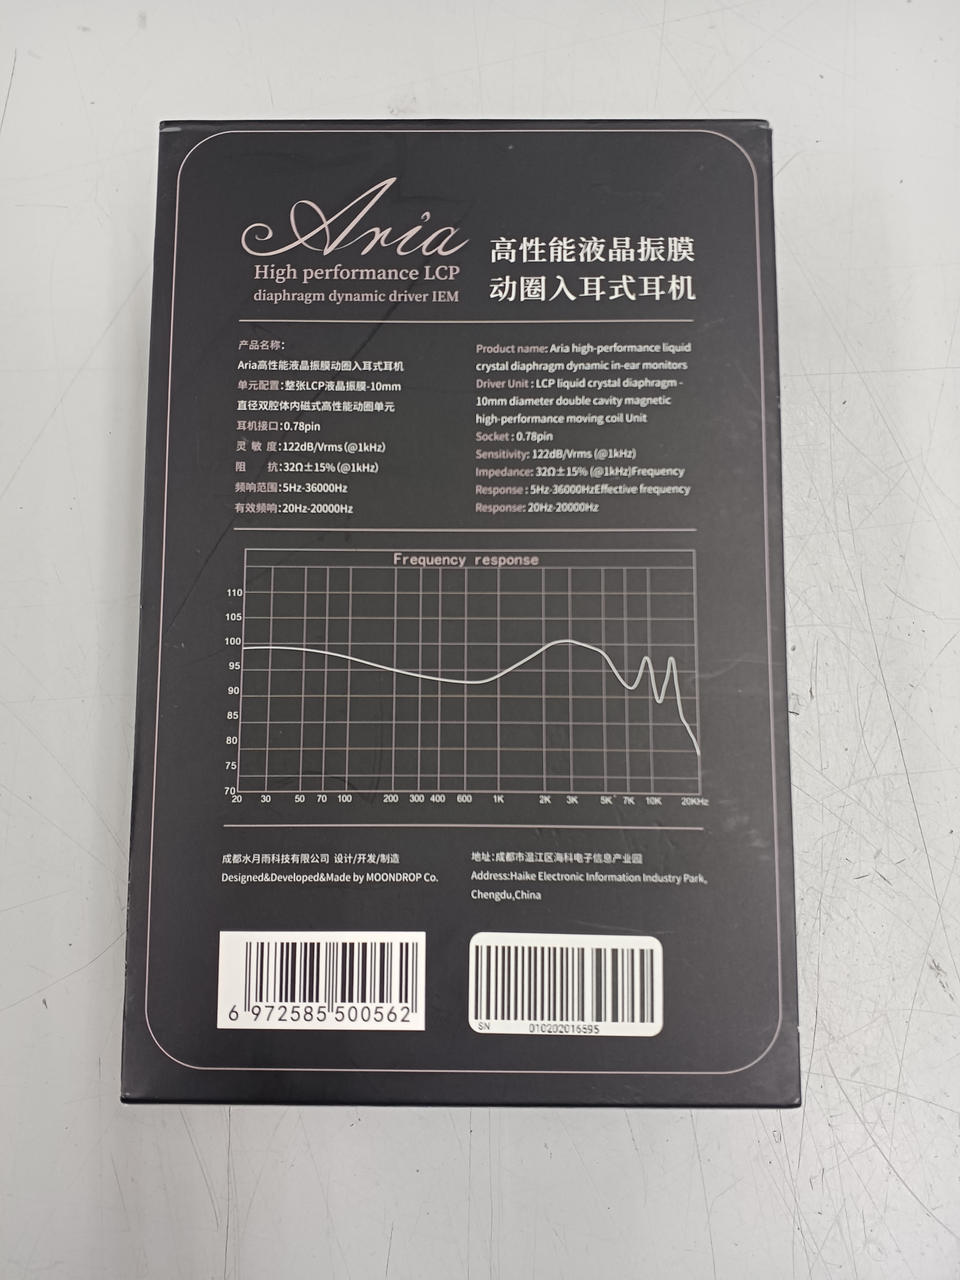 Aria
High performance LCP
diaphragm dynamic driver IEM
高性能液晶振膜
动圈入耳式耳机
产品名称:
Aria高性能液晶振膜动圈入耳式耳机
单元配置:整张LCP液晶振膜-10mm
直径双腔体内磁式高性能动圈单元
耳机接口:0.78pin
灵 敏 度:122dB/Vrms (@1kHz)
阻 抗:32Ω±15% (@1kHz)
频响范围:5Hz-36000Hz
有效频响:20Hz-20000Hz
Product name: Aria high-performance liquid
crystal diaphragm dynamic in-ear monitors
Driver Unit : LCP liquid crystal diaphragm -
10mm diameter double cavity magnetic
high-performance moving coil Unit
Socket : 0.78pin
Sensitivity: 122dB/Vrms (@1kHz)
Impedance: 32Ω±15% (@1kHz)Frequency
Response : 5Hz-36000HzEffective frequency
Response: 20Hz-20000Hz
Frequency response
110
105
100
95
90
85
80
75
70
20 30 50 70 100 200 300 400 600 1K 2K 3K 5K 7K 10K 20KHz
成都水月雨科技有限公司 设计/开发/制造
Designed&Developed&Made by MOONDROP Co.
地址:成都市温江区海科电子信息产业园
Address:Haike Electronic Information Industry Park,
Chengdu,China
6 972585 500562
SN 010202016595